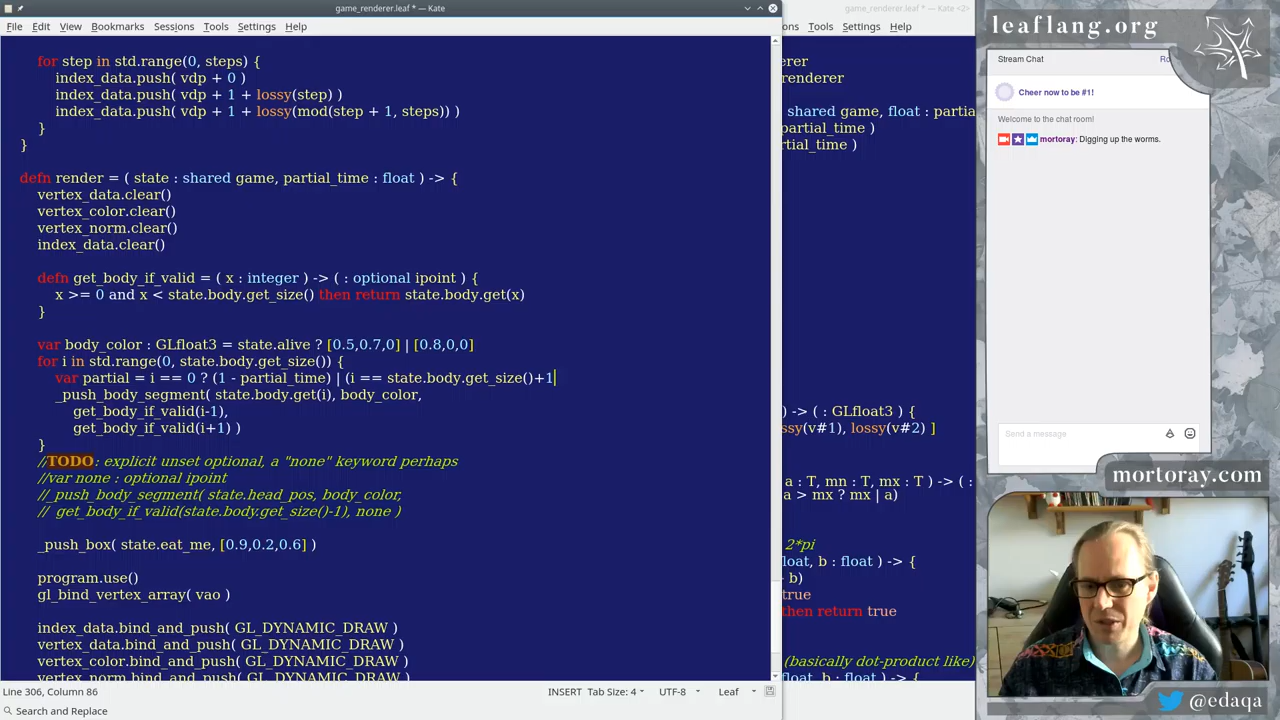 game_renderer.leaf * — Kate
game_renderer.leaf * — Kate <2>
File Edit View Bookmarks Sessions Tools Settings Help
ons Tools Settings Help
for step in std.range(0, steps) {
index_data.push( vdp + 0 )
index_data.push( vdp + 1 + lossy(step) )
index_data.push( vdp + 1 + lossy(mod(step + 1, steps)) )
}
}
defn render = ( state : shared game, partial_time : float ) -> {
vertex_data.clear()
vertex_color.clear()
vertex_norm.clear()
index_data.clear()
defn get_body_if_valid = ( x : integer ) -> ( : optional ipoint ) {
x >= 0 and x < state.body.get_size() then return state.body.get(x)
}
var body_color : GLfloat3 = state.alive ? [0.5,0.7,0] | [0.8,0,0]
for i in std.range(0, state.body.get_size()) {
var partial = i == 0 ? (1 - partial_time) | (i == state.body.get_size()+1
_push_body_segment( state.body.get(i), body_color,
get_body_if_valid(i-1),
get_body_if_valid(i+1) )
}
//TODO: explicit unset optional, a "none" keyword perhaps
//var none : optional ipoint
//_push_body_segment( state.head_pos, body_color,
// get_body_if_valid(state.body.get_size()-1), none )
_push_box( state.eat_me, [0.9,0.2,0.6] )
program.use()
gl_bind_vertex_array( vao )
index_data.bind_and_push( GL_DYNAMIC_DRAW )
vertex_data.bind_and_push( GL_DYNAMIC_DRAW )
vertex_color.bind_and_push( GL_DYNAMIC_DRAW )
vertex_norm.bind_and_push( GL_DYNAMIC_DRAW )
Line 306, Column 86
INSERT Tab Size: 4 UTF-8 Leaf
Search and Replace
derer
renderer
shared game, float : partia
partial_time )
rtial_time )
) -> ( : GLfloat3 ) {
ssy(v#1), lossy(v#2) ]
a : T, mn : T, mx : T ) -> ( :
a > mx ? mx | a)
2*pi
loat, b : float ) -> {
b)
true
then return true
(basically dot-product like)
float, b : float ) -> {
leaflang.org
Stream Chat
Ro
Cheer now to be #1!
Welcome to the chat room!
mortoray: Digging up the worms.
Send a message
mortoray.com
@edaqa